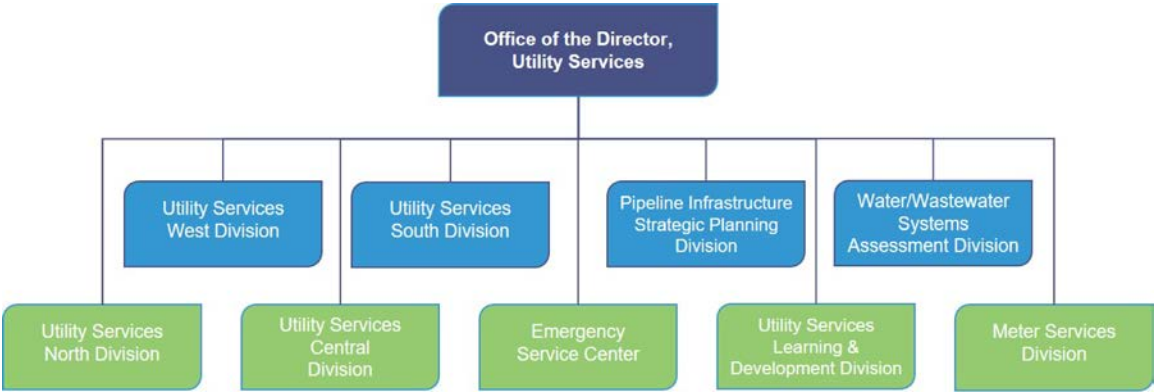 Office of the Director,
Utility Services
Utility Services
West Division
Utility Services
South Division
Pipeline Infrastructure
Strategic Planning
Division
Water/Wastewater
Systems
Assessment Division
Utility Services
North Division
Utility Services
Central
Division
Emergency
Service Center
Utility Services
Learning &
Development Division
Meter Services
Division